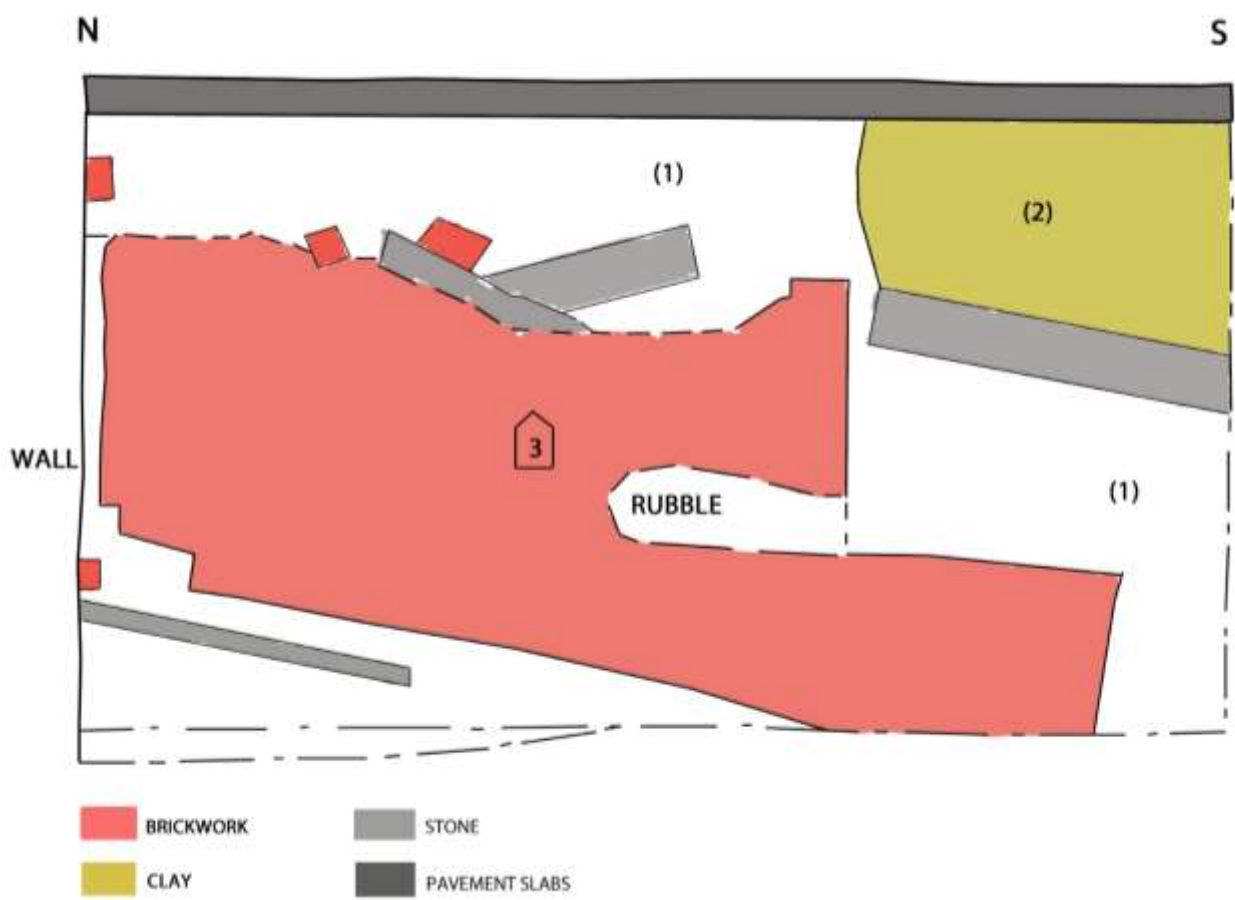 N
S
(1)
(2)
3
WALL
RUBBLE
(1)
BRICKWORK
STONE
CLAY
PAVEMENT SLABS